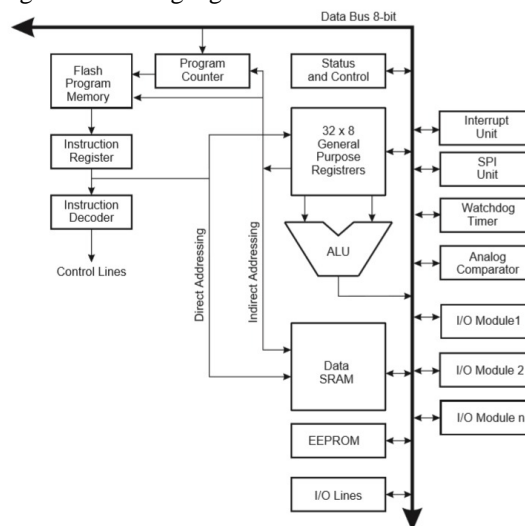 Data Bus 8-bit
Flash
Program
Memory
Program
Counter
Status
and Control
Instruction
Register
32 x 8
General
Purpose
Registrers
Interrupt
Unit
SPI
Unit
Instruction
Decoder
Watchdog
Timer
ALU
Analog
Comparator
Control Lines
Direct Addressing
Indirect Addressing
I/O Module1
Data
SRAM
I/O Module 2
I/O Module n
EEPROM
I/O Lines